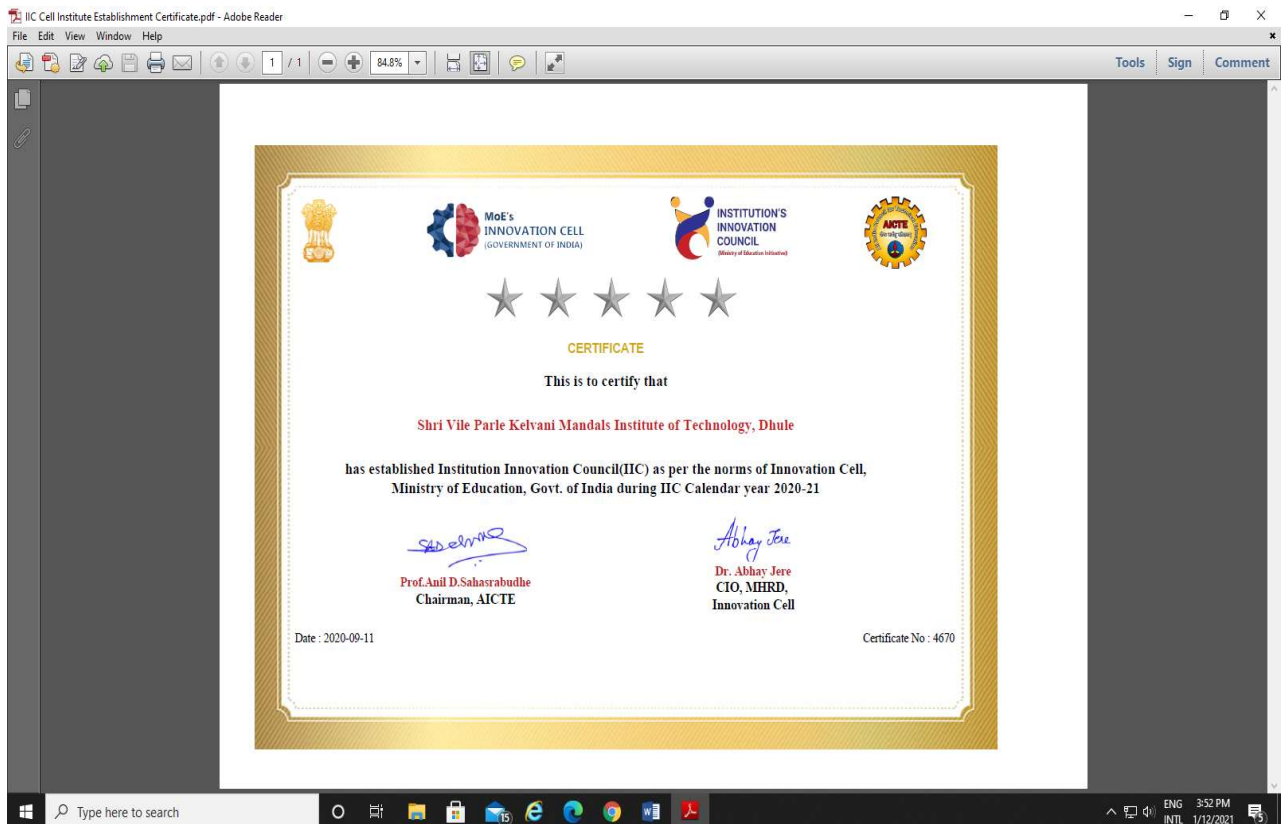 IIC Cell Institute Establishment Certificate.pdf - Adobe Reader
File Edit View Window Help
1 / 1 84.8% Tools Sign Comment
MoE's
INNOVATION CELL
(GOVERNMENT OF INDIA)
INSTITUTION'S
INNOVATION
COUNCIL
(Ministry of Education Initiative)
AICTE
CERTIFICATE
This is to certify that
Shri Vile Parle Kelvani Mandals Institute of Technology, Dhule
has established Institution Innovation Council(IIC) as per the norms of Innovation Cell,
Ministry of Education, Govt. of India during IIC Calendar year 2020-21
Abhay Jere
Prof.Anil D.Sahasrabudhe
Chairman, AICTE
Dr. Abhay Jere
CIO, MHRD,
Innovation Cell
Date : 2020-09-11
Certificate No : 4670
Type here to search
15
ENG 3:52 PM
INTL 1/12/2021
5